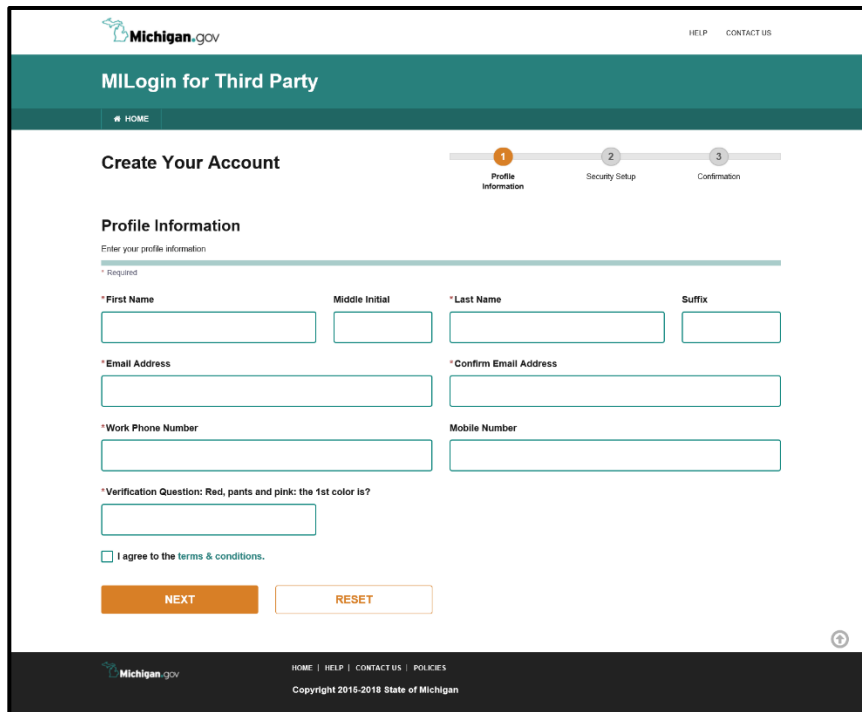 Michigan.gov
HELP CONTACT US
MILogin for Third Party
HOME
Create Your Account
1 2 3
Profile Information Security Setup Confirmation
Profile Information
Enter your profile information
* Required
*First Name Middle Initial *Last Name Suffix
*Email Address *Confirm Email Address
*Work Phone Number Mobile Number
*Verification Question: Red, pants and pink: the 1st color is?
I agree to the terms & conditions.
NEXT RESET
Michigan.gov
HOME | HELP | CONTACT US | POLICIES
Copyright 2015-2018 State of Michigan